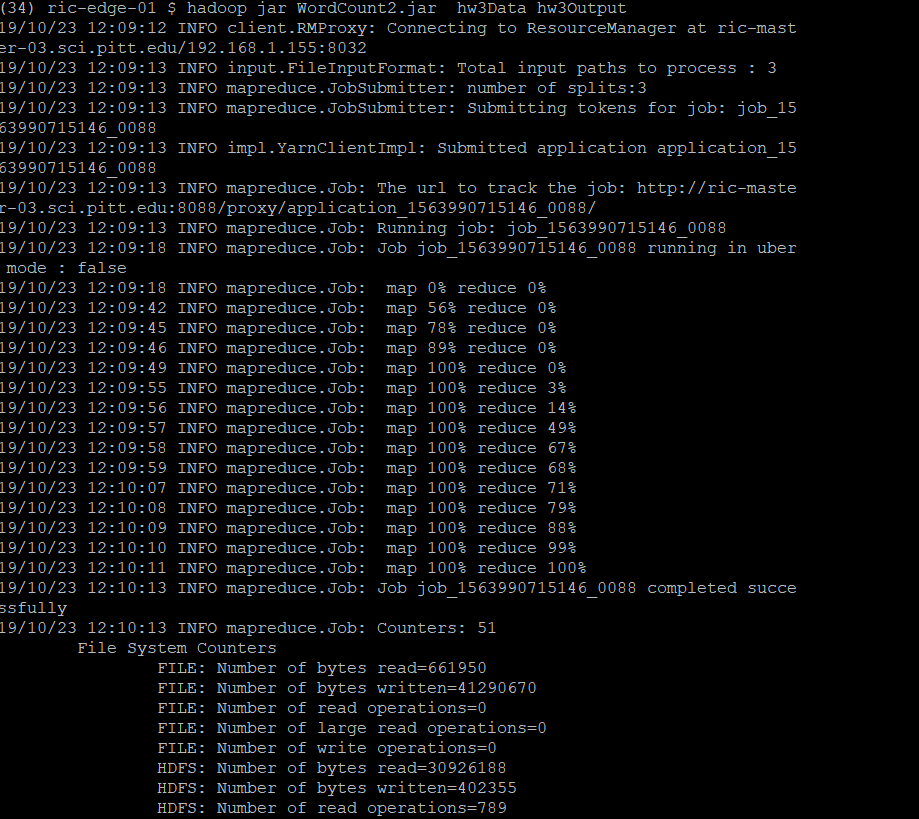 (34) ric-edge-01 $ hadoop jar WordCount2.jar  hw3Data hw3Output
19/10/23 12:09:12 INFO client.RMProxy: Connecting to ResourceManager at ric-mast
er-03.sci.pitt.edu/192.168.1.155:8032
19/10/23 12:09:13 INFO input.FileInputFormat: Total input paths to process : 3
19/10/23 12:09:13 INFO mapreduce.JobSubmitter: number of splits:3
19/10/23 12:09:13 INFO mapreduce.JobSubmitter: Submitting tokens for job: job_15
63990715146_0088
19/10/23 12:09:13 INFO impl.YarnClientImpl: Submitted application application_15
63990715146_0088
19/10/23 12:09:13 INFO mapreduce.Job: The url to track the job: http://ric-maste
r-03.sci.pitt.edu:8088/proxy/application_1563990715146_0088/
19/10/23 12:09:13 INFO mapreduce.Job: Running job: job_1563990715146_0088
19/10/23 12:09:18 INFO mapreduce.Job: Job job_1563990715146_0088 running in uber
 mode : false
19/10/23 12:09:18 INFO mapreduce.Job:  map 0% reduce 0%
19/10/23 12:09:42 INFO mapreduce.Job:  map 56% reduce 0%
19/10/23 12:09:45 INFO mapreduce.Job:  map 78% reduce 0%
19/10/23 12:09:46 INFO mapreduce.Job:  map 89% reduce 0%
19/10/23 12:09:49 INFO mapreduce.Job:  map 100% reduce 0%
19/10/23 12:09:55 INFO mapreduce.Job:  map 100% reduce 3%
19/10/23 12:09:56 INFO mapreduce.Job:  map 100% reduce 14%
19/10/23 12:09:57 INFO mapreduce.Job:  map 100% reduce 49%
19/10/23 12:09:58 INFO mapreduce.Job:  map 100% reduce 67%
19/10/23 12:09:59 INFO mapreduce.Job:  map 100% reduce 68%
19/10/23 12:10:07 INFO mapreduce.Job:  map 100% reduce 71%
19/10/23 12:10:08 INFO mapreduce.Job:  map 100% reduce 79%
19/10/23 12:10:09 INFO mapreduce.Job:  map 100% reduce 88%
19/10/23 12:10:10 INFO mapreduce.Job:  map 100% reduce 99%
19/10/23 12:10:11 INFO mapreduce.Job:  map 100% reduce 100%
19/10/23 12:10:13 INFO mapreduce.Job: Job job_1563990715146_0088 completed succe
ssfully
19/10/23 12:10:13 INFO mapreduce.Job: Counters: 51
        File System Counters
                FILE: Number of bytes read=661950
                FILE: Number of bytes written=41290670
                FILE: Number of read operations=0
                FILE: Number of large read operations=0
                FILE: Number of write operations=0
                HDFS: Number of bytes read=30926188
                HDFS: Number of bytes written=402355
                HDFS: Number of read operations=789